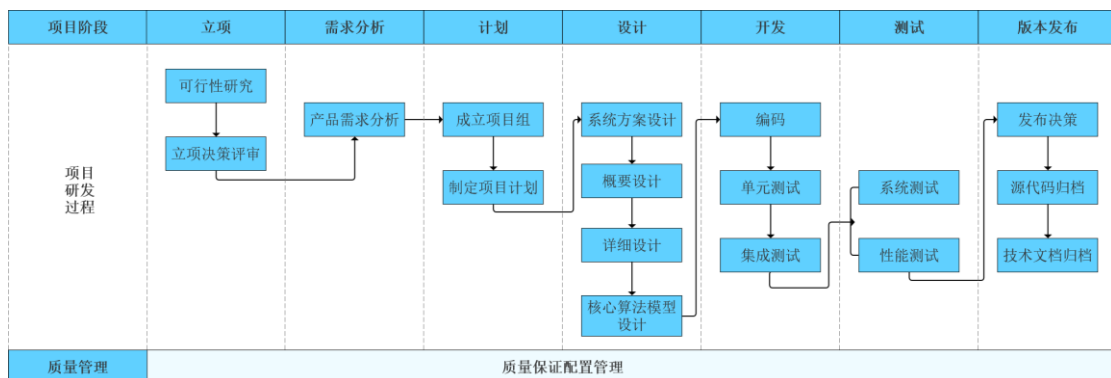 项目阶段
立项
需求分析
计划
设计
开发
测试
版本发布
项目
研发
过程
可行性研究
立项决策评审
产品需求分析
成立项目组
制定项目计划
系统方案设计
概要设计
详细设计
核心算法模型
设计
编码
单元测试
集成测试
系统测试
性能测试
发布决策
源代码归档
技术文档归档
质量管理
质量保证配置管理